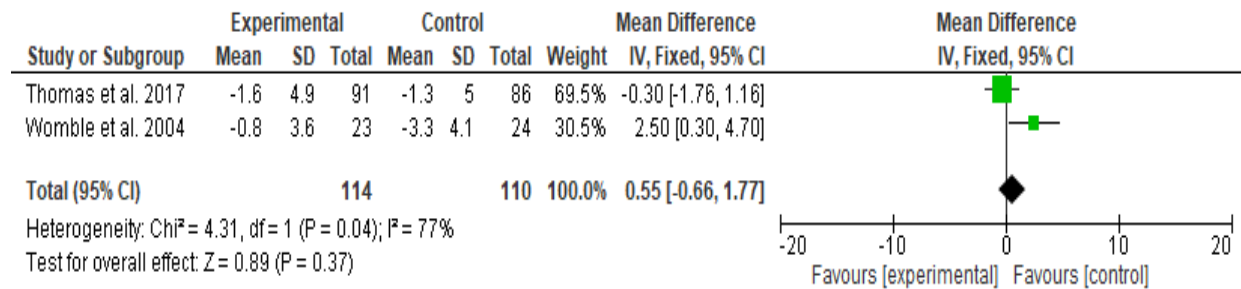 Experimental Control Mean Difference Mean Difference
Study or Subgroup Mean SD Total Mean SD Total Weight IV, Fixed, 95% CI IV, Fixed, 95% CI
Thomas et al. 2017 -1.6 4.9 91 -1.3 5 86 69.5% -0.30 [-1.76, 1.16]
Womble et al. 2004 -0.8 3.6 23 -3.3 4.1 24 30.5% 2.50 [0.30, 4.70]
Total (95% CI) 114 110 100.0% 0.55 [-0.66, 1.77]
Heterogeneity: Chi² = 4.31, df = 1 (P = 0.04); I² = 77%
Test for overall effect: Z = 0.89 (P = 0.37)
-20 -10 0 10 20
Favours [experimental] Favours [control]